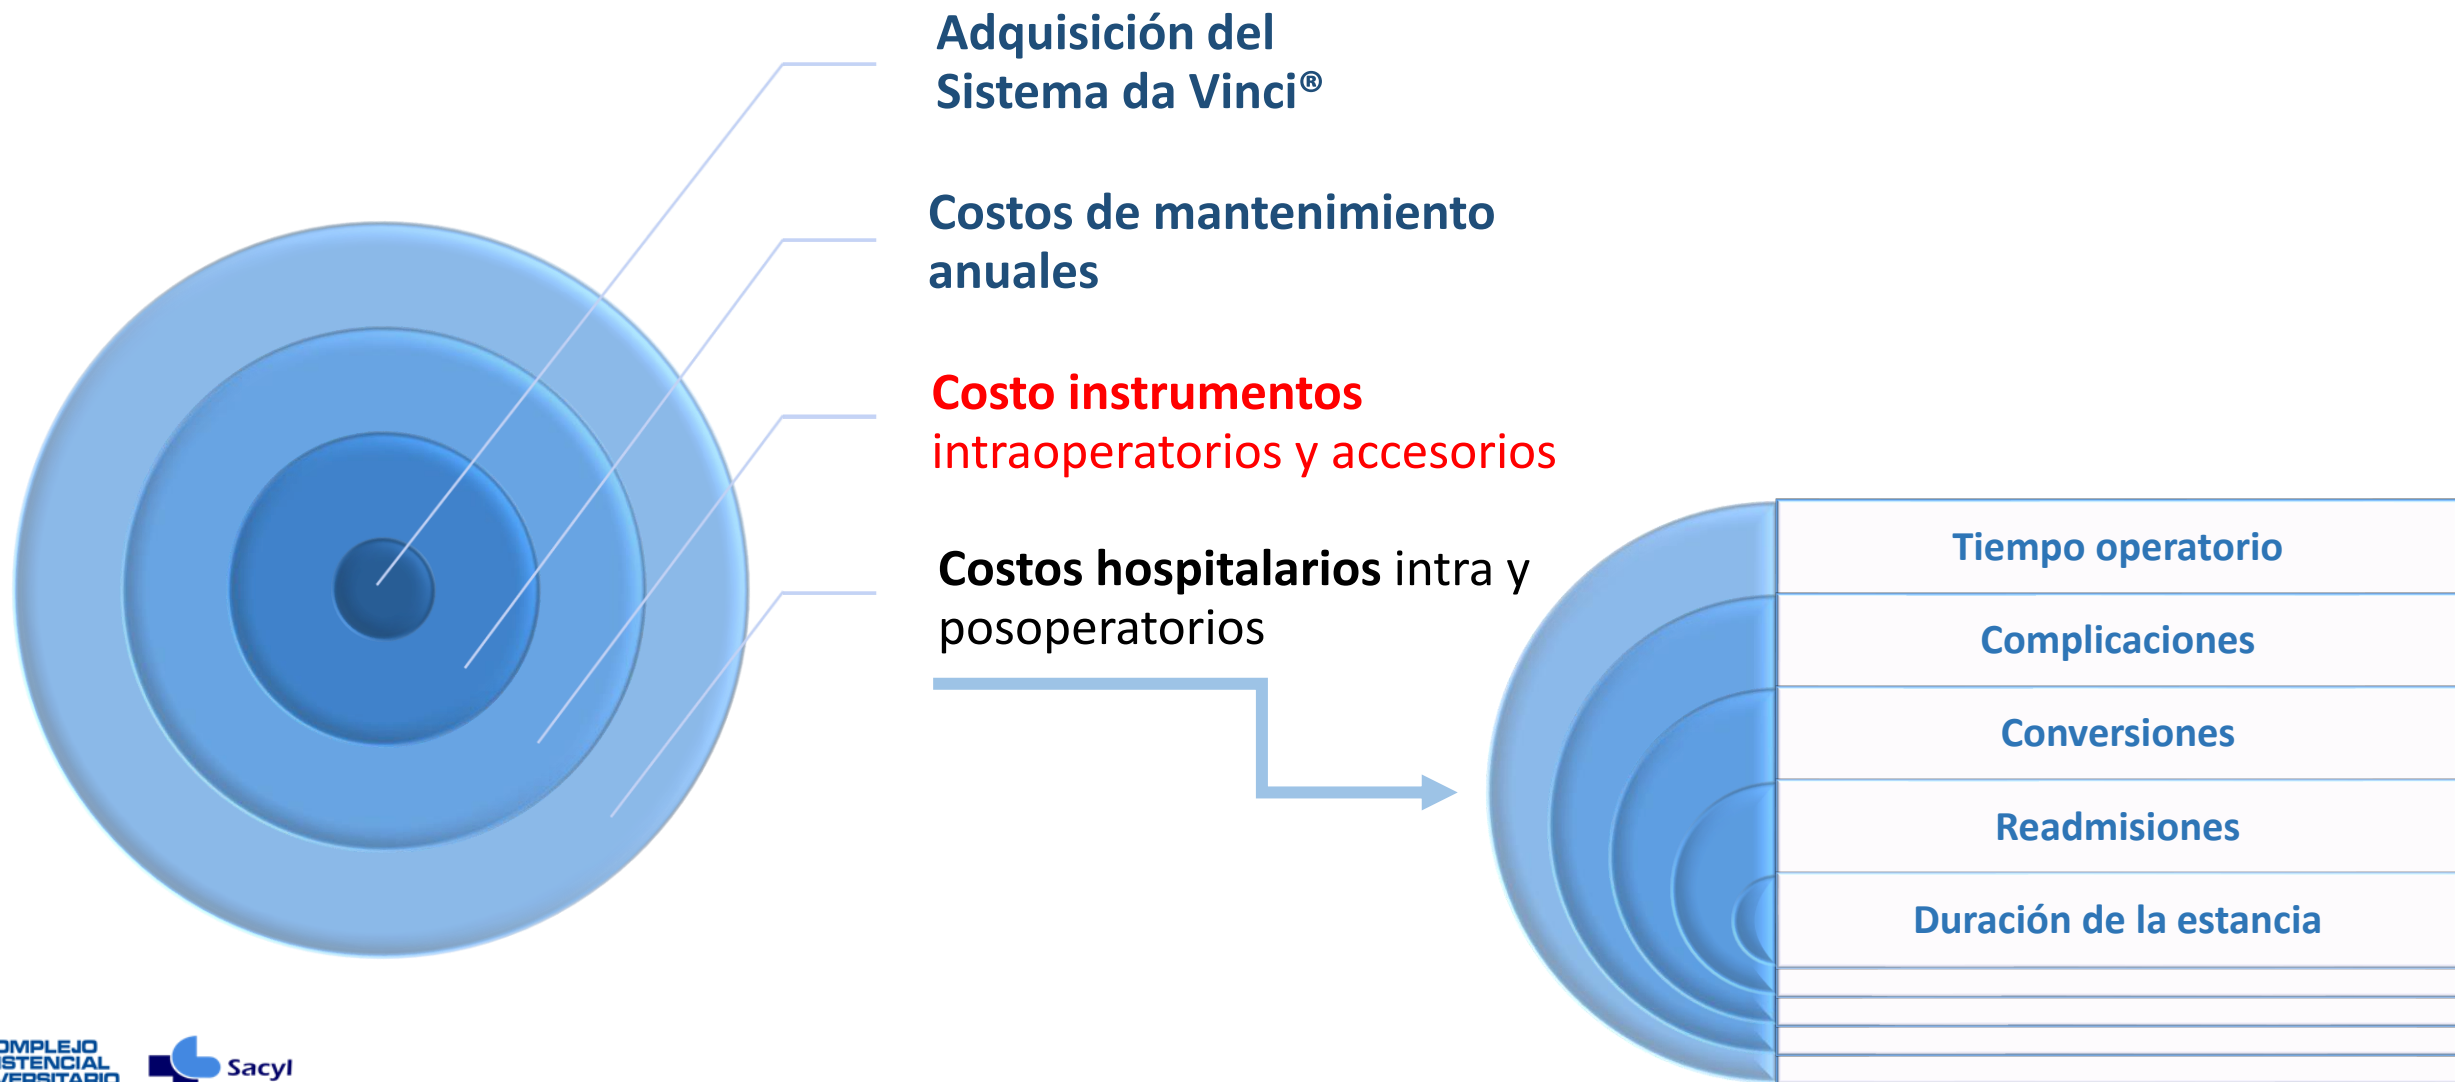 Adquisición del
Sistema da Vinci®
Costos de mantenimiento
anuales
Costo instrumentos
intraoperatorios y accesorios
Costos hospitalarios intra y
posoperatorios
Tiempo operatorio
Complicaciones
Conversiones
Readmisiones
Duración de la estancia
Sacyl